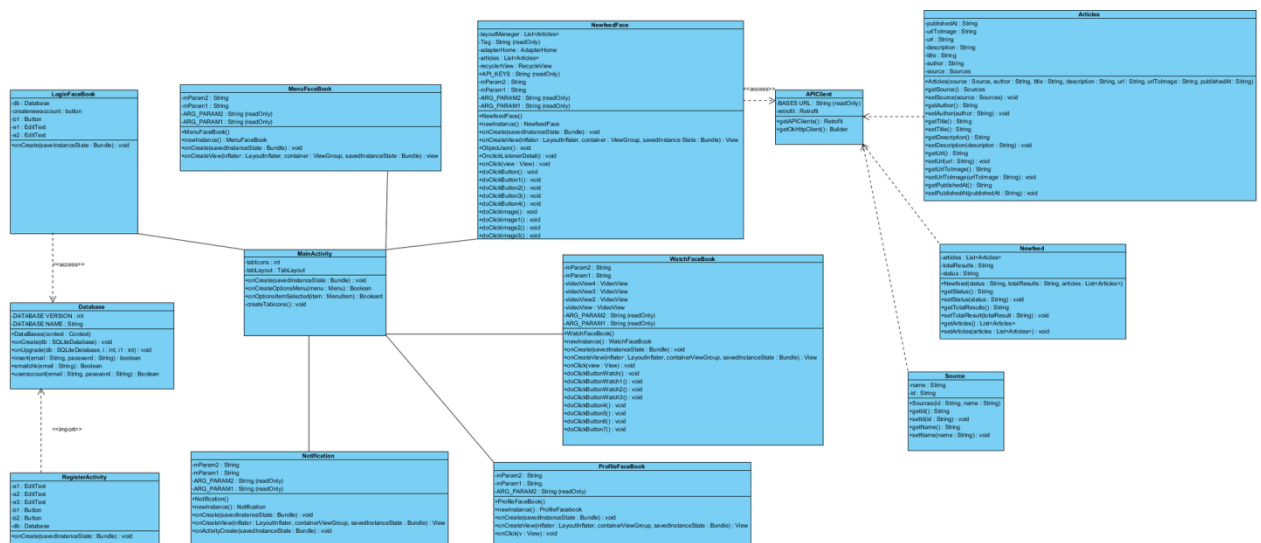 LoginFaceBook
-db : Database
-createnewaccount : button
-b1 : Button
-e1 : EditText
-e2 : EditText
+onCreate(savedInstanceState : Bundle) : void
MenuFaceBook
-mParam2 : String
-mParam1 : String
-ARG_PARAM2 : String (readOnly)
-ARG_PARAM1 : String (readOnly)
+MenuFaceBook()
+newInstance() : MenuFaceBook
+onCreate(savedInstanceState : Bundle) : void
+onCreateView(inflater : LayoutInflater, container : ViewGroup, savedInstanceState : Bundle) : view
NewfeedFace
-layoutManager : List<Articles>
-Tag : String (readOnly)
-adapterHome : AdapterHome
-articles : List<Articles>
-recyclerView : RecycleView
+API_KEYS : String (readOnly)
-mParam2 : String
-mParam1 : String
-ARG_PARAM2 : String (readOnly)
-ARG_PARAM1 : String (readOnly)
+NewfeedFace()
+newInstance() : NewfeedFace
+onCreate(savedInstanceState : Bundle) : void
+onCreateView(inflater : LayoutInflater, container : ViewGroup, savedInstanceState : Bundle) : View
+ObjedJson() : void
+OnclickListenerDetail() : void
+onClick(view : View) : void
+doClickButton() : void
+doClickButton1() : void
+doClickButton2() : void
+doClickButton3() : void
+doClickButton4() : void
+doClickImage() : void
+doClickImage1() : void
+doClickImage2() : void
+doClickImage3() : void
<<access>>
APIClient
-BASES URL : String (readOnly)
-retrofit : Retrofit
+getAPIClients() : Retrofit
+getOkHttpClient() : Builder
Articles
-publishedAt : String
-urlToImage : String
-url : String
-description : String
-title : String
-author : String
-source : Sources
+Articles(source : Source, author : String, title : String, description : String, url : String, urlToImage : String, publishedAt : String)
+getSource() : Sources
+setSource(source : Sources) : void
+getAuthor() : String
+setAuthor(author : String) : void
+getTitle() : String
+setTitle() : String
+getDescription() : String
+setDescription(description : String) : void
+getUrl() : String
+setUrl(url : String) : void
+getUrlToImage() : String
+setUrlToImage(urlToImage : String) : void
+getPublishedAt() : String
+setPublishedAt(publishedAt : String) : void
<<access>>
MainActivity
-tabIcons : int
-tabLayout : TabLayout
+onCreate(savedInstanceState : Bundle) : void
+onCreateOptionsMenu(menu : Menu) : Boolean
+onOptionsItemSelected(item : MenuItem) : Booleant
-createTabIcons() : void
WatchFaceBook
-mParam2 : String
-mParam1 : String
-videoView4 : VideoView
-videoView3 : VideoView
-videoView2 : VideoView
-videoView : VideoView
-ARG_PARAM2 : String (readOnly)
-ARG_PARAM1 : String (readOnly)
+WatchFaceBook()
+newInstance() : WatchFaceBook
+onCreate(savedInstanceState : Bundle) : void
+onCreateView(inflater : LayoutInflater, containerViewGroup, savedInstanceState : Bundle) : View
+onClick(view : View) : void
+doClickButtonWatch() : void
+doClickButtonWatch1() : void
+doClickButtonWatch2() : void
+doClickButtonWatch3() : void
+doClickButton4() : void
+doClickButton5() : void
+doClickButton6() : void
+doClickButton7() : void
Newfeed
-articles : List<Articles>
-totalResults : String
-status : String
+Newfeed(status : String, totalResults : String, articles : List<Articles>)
+getStatus() : String
+setStatus(status : String) : void
+getTotalResults() : String
+setTotalResult(totalResult : String) : void
+getArticles() : List<Articles>
+setArticles(articles : List<Articles>) : void
Database
-DATABASE VERSION : int
-DATABASE NAME : String
+DataBases(context : Context)
+onCreate(db : SQLiteDatabase) : void
+onUpgrade(db : SQLiteDatabase, i : int, i1 : int) : void
+insert(email : String, password : String) : boolean
+emailchk(email : String) : Boolean
+useraccount(email : String, password : String) : Boolean
<<import>>
Source
-name : String
-id : String
+Sources(id : String, name : String)
+getId() : String
+setId(id : String) : void
+getName() : String
+setName(name : String) : void
RegisterActivity
-e1 : EditText
-e2 : EditText
-e3 : EditText
-b1 : Button
-b2 : Button
-db : Database
+onCreate(savedInstanceState : Bundle) : void
Notification
-mParam2 : String
-mParam1 : String
-ARG_PARAM2 : String (readOnly)
-ARG_PARAM1 : String (readOnly)
+Notification()
+newInstance() : Notification
+onCreate(savedInstanceState : Bundle) : void
+onCreateView(inflater : LayoutInflater, containerViewGroup, savedInstanceState : Bundle) : View
+onActivityCreate(savedInstanceState : Bundle) : void
ProfileFaceBook
-mParam2 : String
-mParam1 : String
-ARG_PARAM2 : String (readOnly)
+ProfileFaceBook()
+newInstance() : ProfileFacebook
+onCreate(savedInstanceState : Bundle) : void
+onCreateView(inflater : LayoutInflater, containerViewGroup, savedInstanceState : Bundle) : View
+onClick(v : View) : void